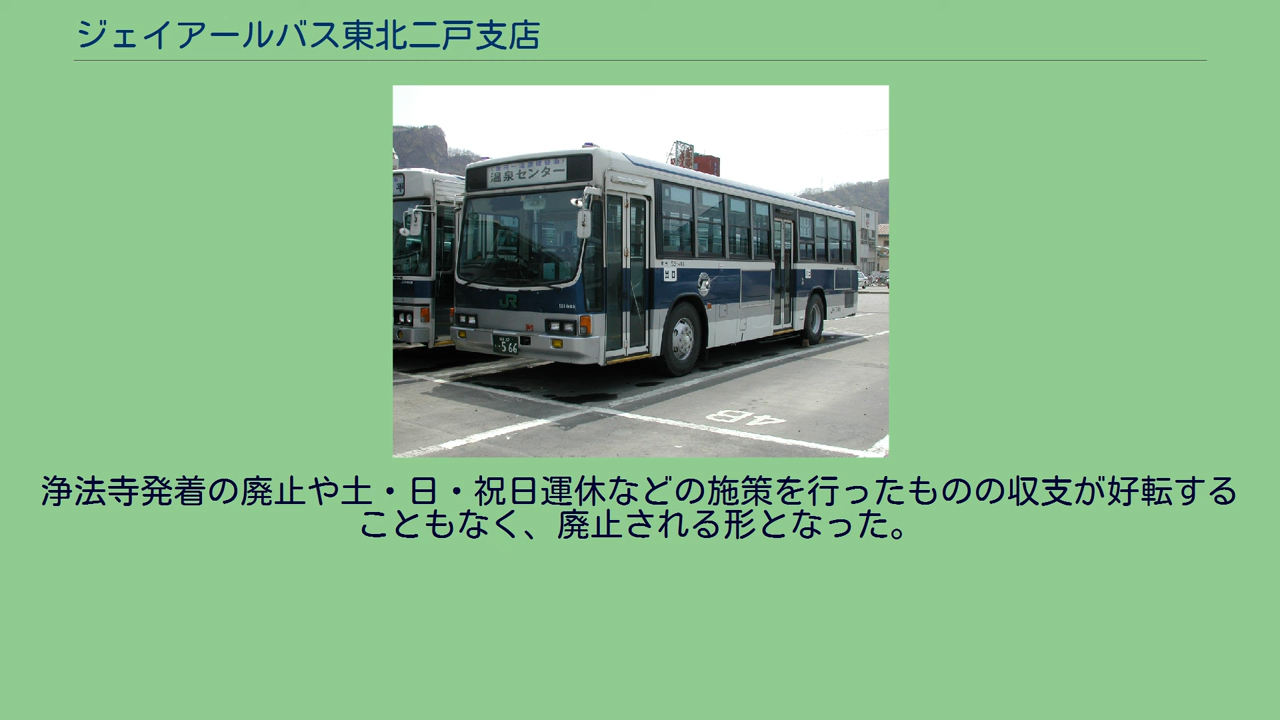 ジェイアールバス東北二戸支店
温泉センター
JR
566
48
浄法寺発着の廃止や土・日・祝日運休などの施策を行ったものの収支が好転する
こともなく、廃止される形となった。